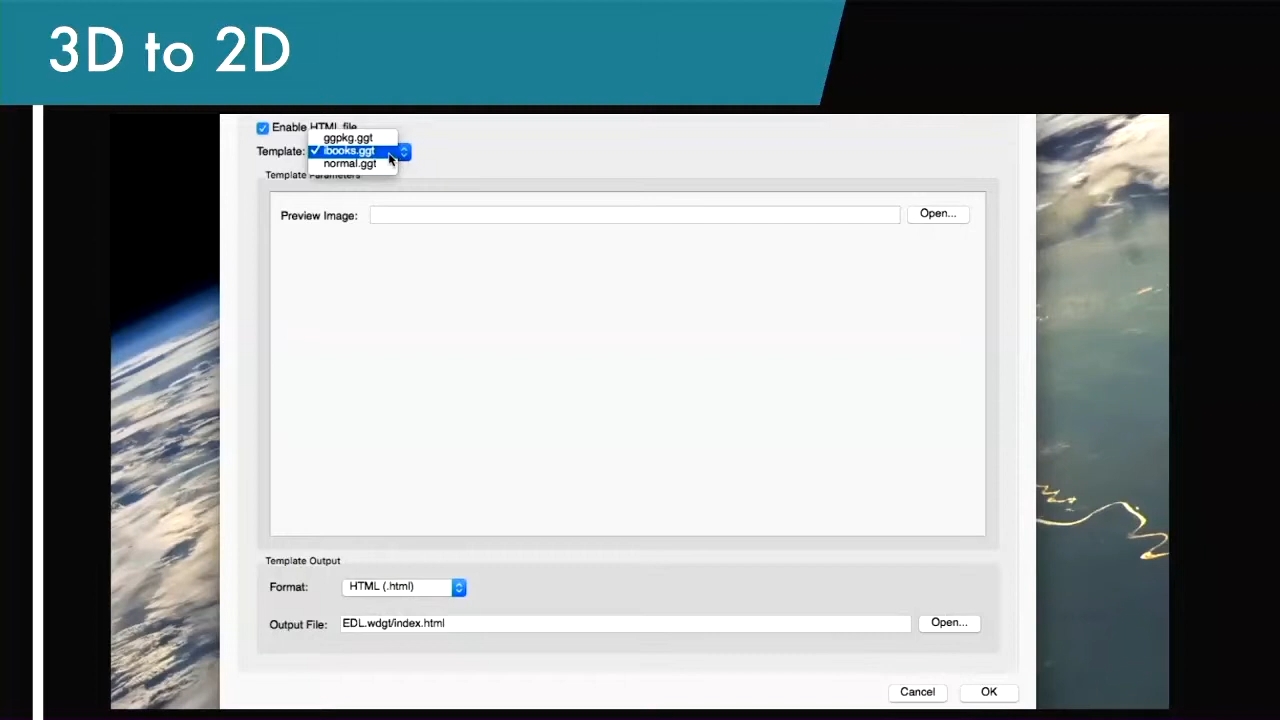 3D to 2D
Enable HTML file
ggpkg.ggt
Template: ibooks.ggt
normal.ggt
Template Parameters
Preview Image: Open...
Template Output
Format: HTML (.html)
Output File: EDL.wdgt/index.html Open...
Cancel OK